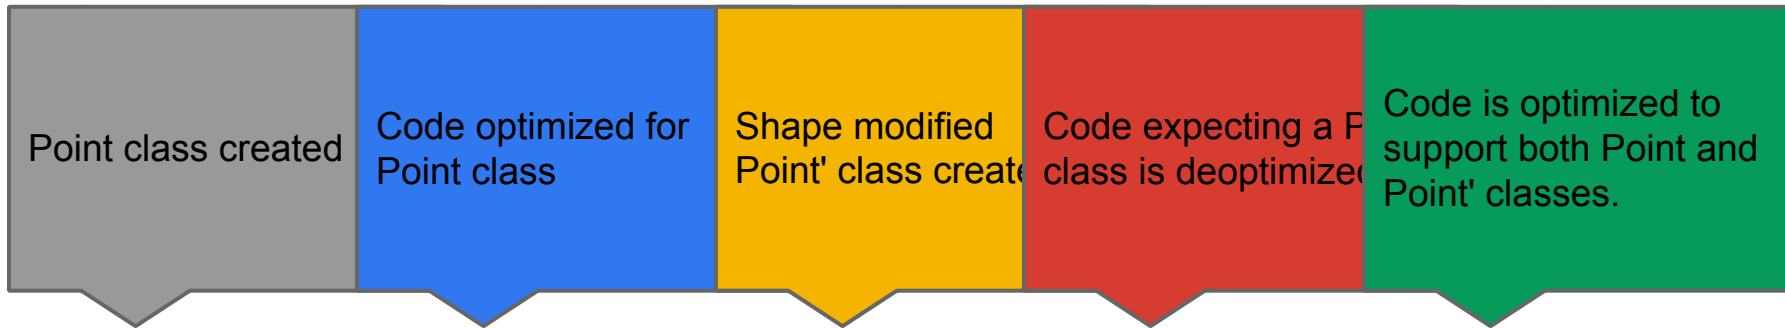 Point class created
Code optimized for
Point class
Shape modified
Point' class create
Code expecting a P
class is deoptimized
Code is optimized to
support both Point and
Point' classes.